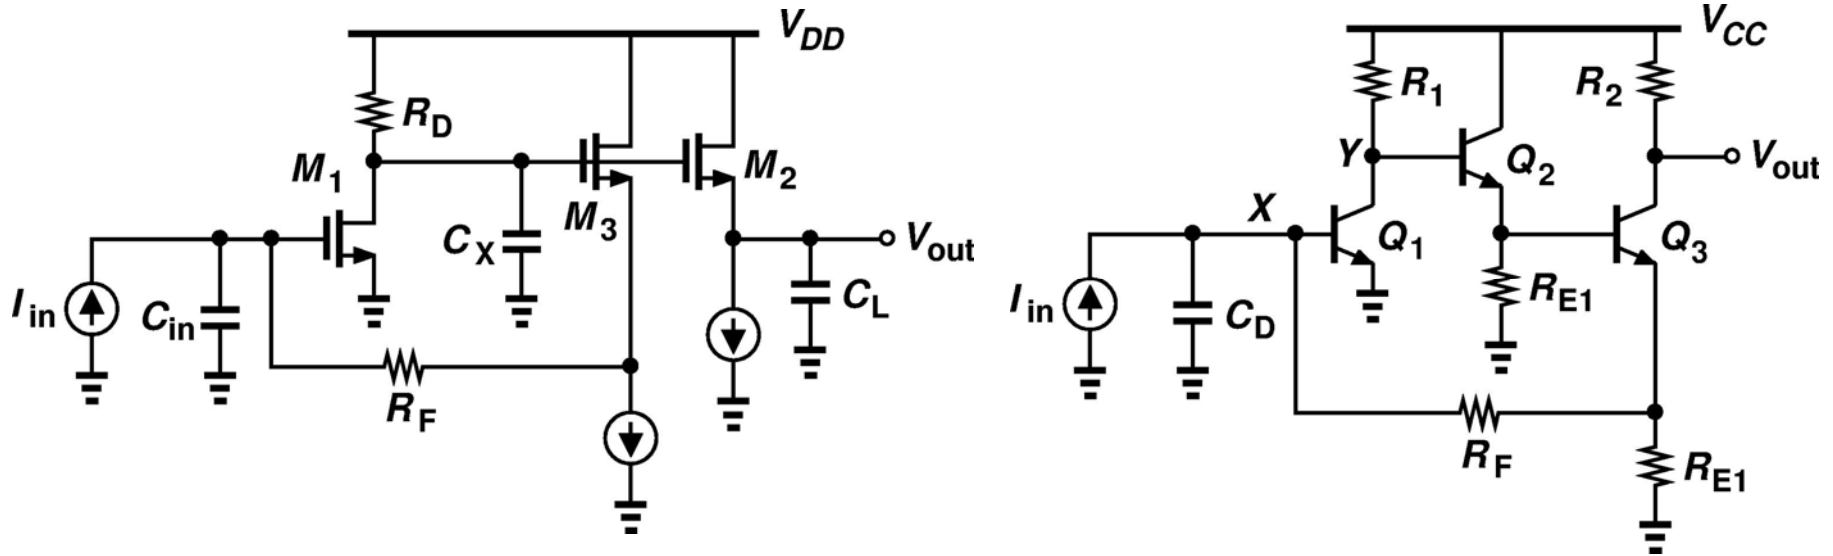 VDD
RD
M1
M2
M3
CX
Vout
Iin
Cin
CL
RF
VCC
R1
R2
Y
Q2
Vout
X
Q1
Q3
Iin
CD
RE1
RF
RE1